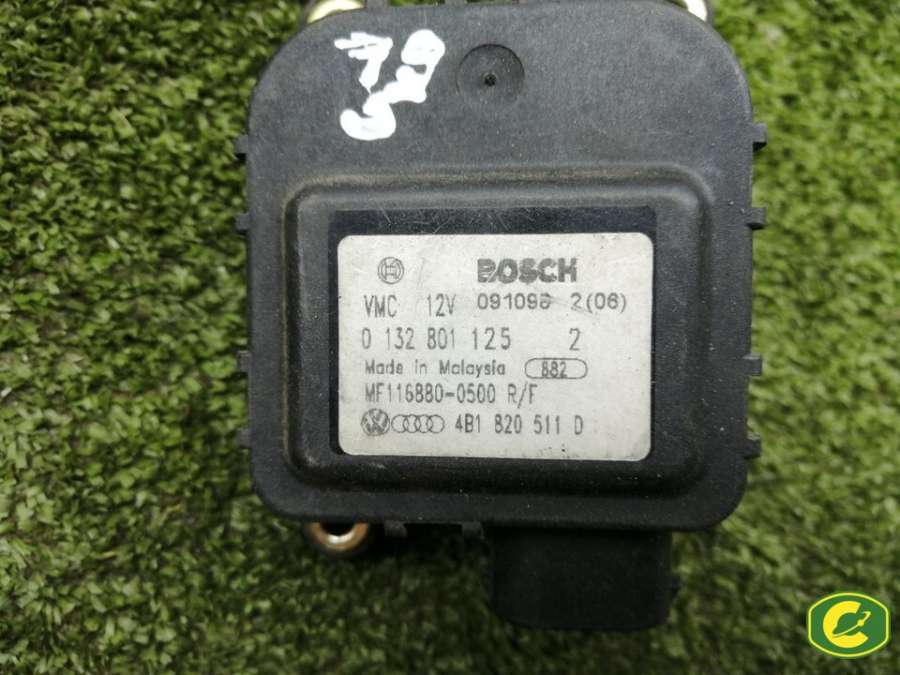 79
BOSCH
VMC 12V 091098 2(06)
0 132 801 125 2
Made in Malaysia 882
MF116880-0500 R/F
4B1 820 511 D
C